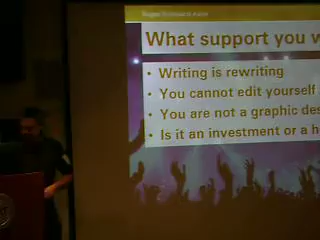 What support you w
• Writing is rewriting
• You cannot edit yourself
• You are not a graphic des
• Is it an investment or a h